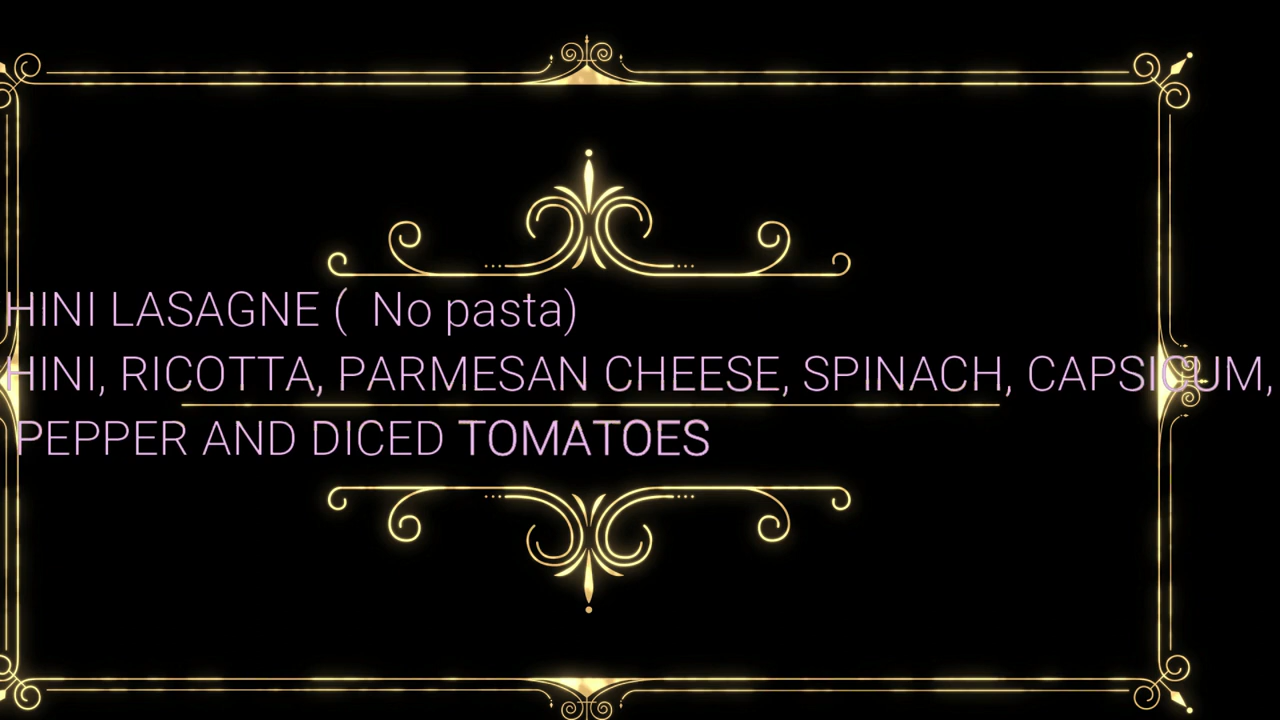 HINI LASAGNE ( No pasta)
HINI, RICOTTA, PARMESAN CHEESE, SPINACH, CAPSICUM,
PEPPER AND DICED TOMATOES